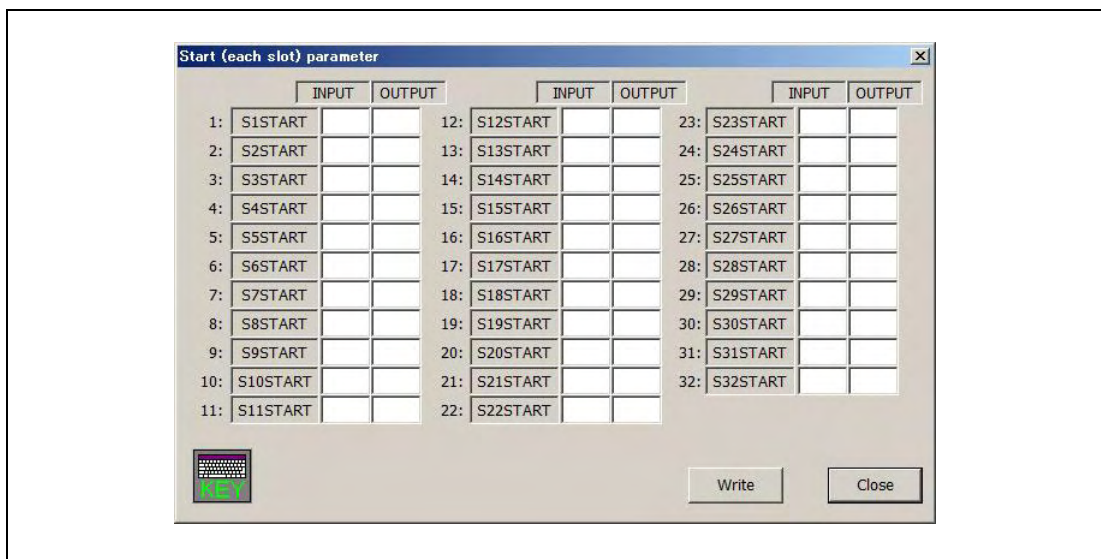 Start (each slot) parameter
INPUT OUTPUT INPUT OUTPUT INPUT OUTPUT
1: S1START 12: S12START 23: S23START
2: S2START 13: S13START 24: S24START
3: S3START 14: S14START 25: S25START
4: S4START 15: S15START 26: S26START
5: S5START 16: S16START 27: S27START
6: S6START 17: S17START 28: S28START
7: S7START 18: S18START 29: S29START
8: S8START 19: S19START 30: S30START
9: S9START 20: S20START 31: S31START
10: S10START 21: S21START 32: S32START
11: S11START 22: S22START
KEY
Write Close